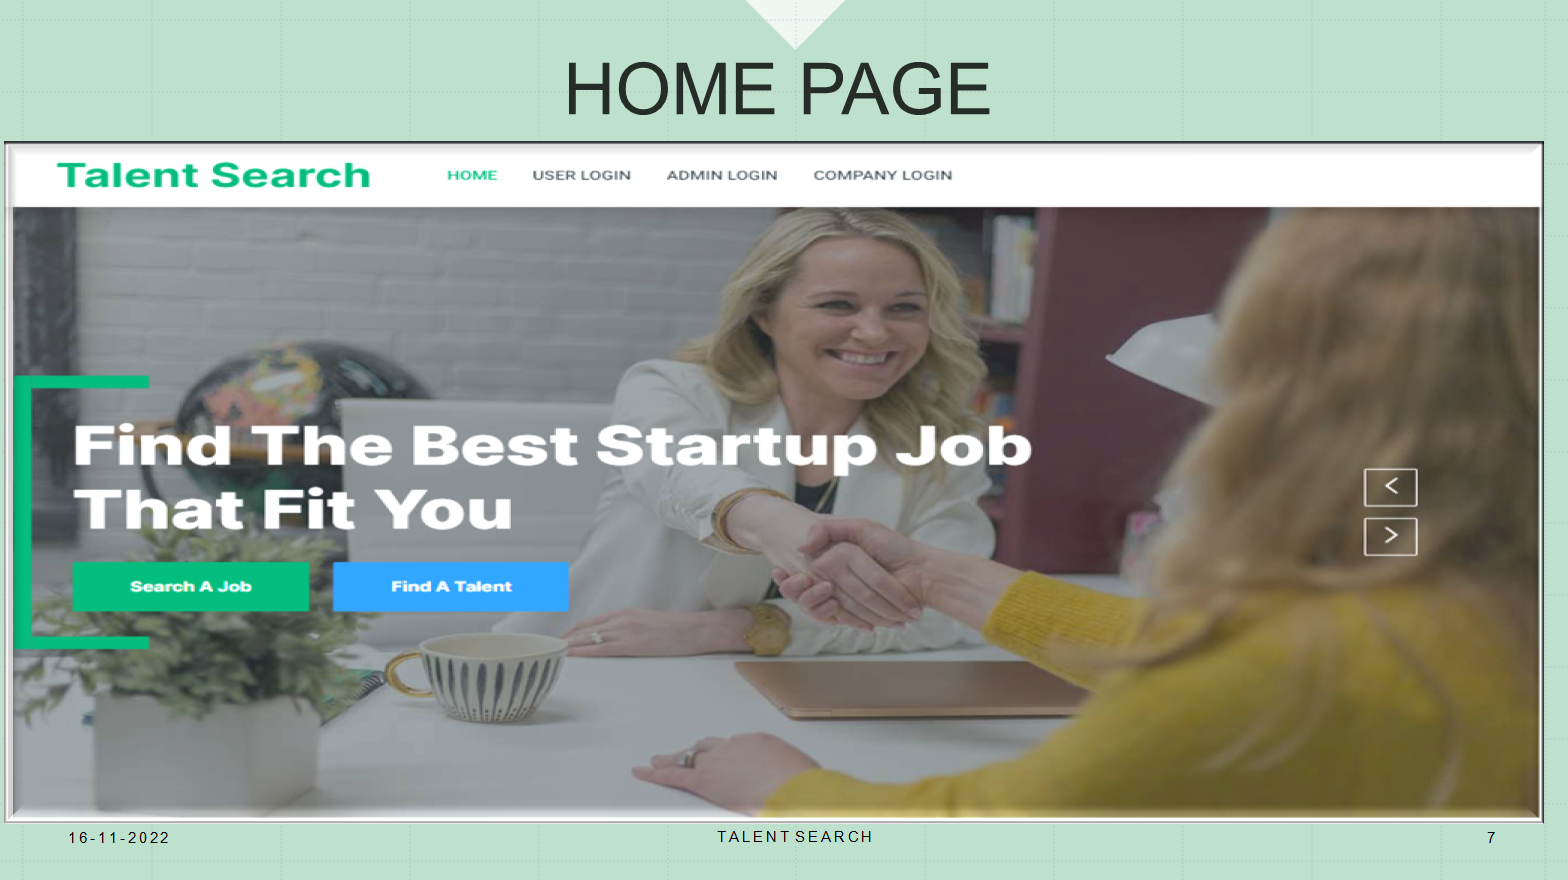 HOME PAGE
Talent Search
HOME USER LOGIN ADMIN LOGIN COMPANY LOGIN
Find The Best Startup Job
That Fit You
Search A Job Find A Talent
<
>
16-11-2022 TALENT SEARCH 7